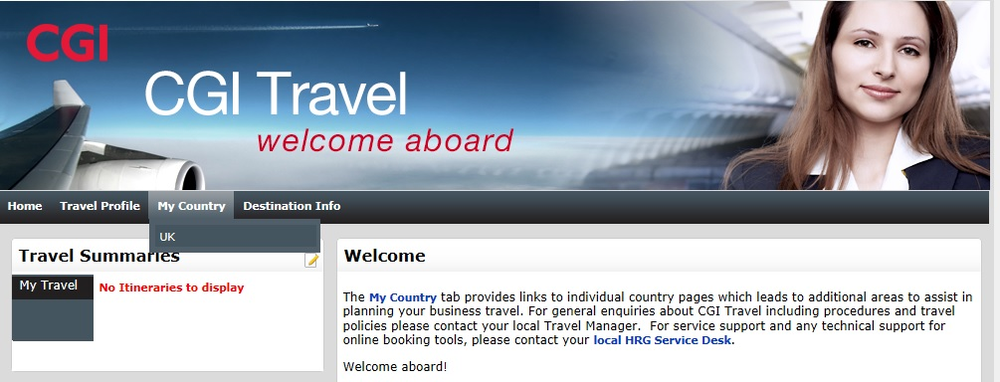 CGI
CGI Travel
welcome aboard
Home Travel Profile My Country Destination Info
UK
Travel Summaries
My Travel
No Itineraries to display
Welcome
The My Country tab provides links to individual country pages which leads to additional areas to assist in
planning your business travel. For general enquiries about CGI Travel including procedures and travel
policies please contact your local Travel Manager.  For service support and any technical support for
online booking tools, please contact your local HRG Service Desk.
Welcome aboard!